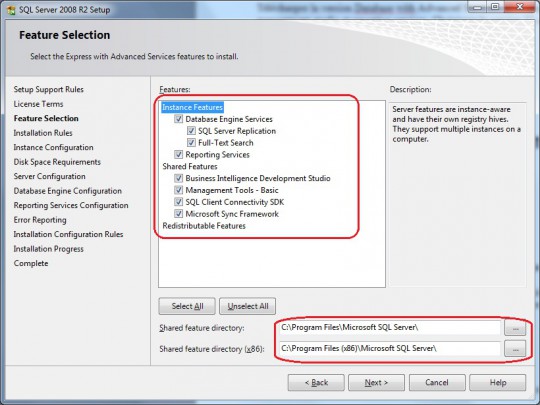 SQL Server 2008 R2 Setup
Feature Selection
Select the Express with Advanced Services features to install.
Setup Support Rules
License Terms
Feature Selection
Installation Rules
Instance Configuration
Disk Space Requirements
Server Configuration
Database Engine Configuration
Reporting Services Configuration
Error Reporting
Installation Configuration Rules
Installation Progress
Complete
Features:
Instance Features
Database Engine Services
SQL Server Replication
Full-Text Search
Reporting Services
Shared Features
Business Intelligence Development Studio
Management Tools - Basic
SQL Client Connectivity SDK
Microsoft Sync Framework
Redistributable Features
Description:
Server features are instance-aware
and have their own registry hives.
They support multiple instances on a
computer.
Select All
Unselect All
Shared feature directory:
C:\Program Files\Microsoft SQL Server\
...
Shared feature directory (x86):
C:\Program Files (x86)\Microsoft SQL Server\
...
< Back
Next >
Cancel
Help